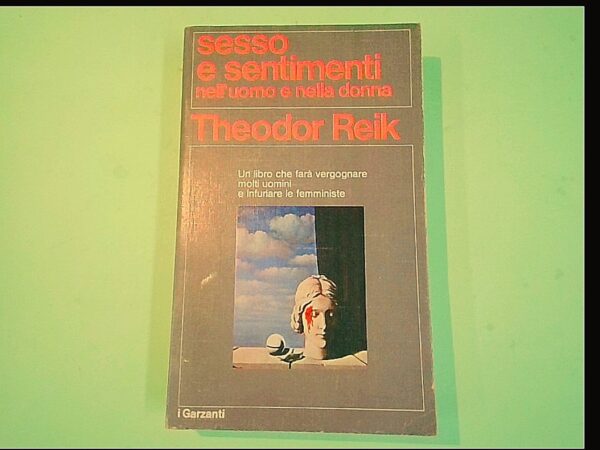 sesso
e sentimenti
nell'uomo e nella donna
Theodor Reik
Un libro che farà vergognare
molti uomini
e infuriare le femministe
i Garzanti